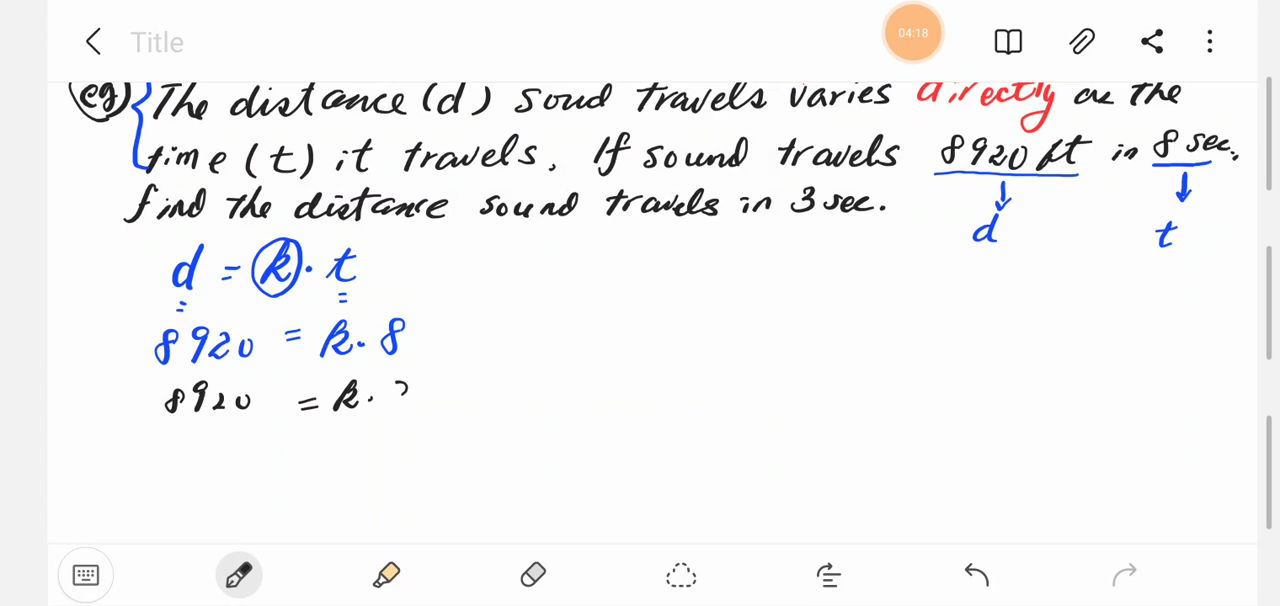 Title
04:18
eg) The distance (d) soud travels varies directly as the
time (t) it travels. If sound travels 8920 ft in 8 sec.
find the distance sound travels in 3 sec.
d t
d = k · t
8920 = k · 8
8920 = k ·